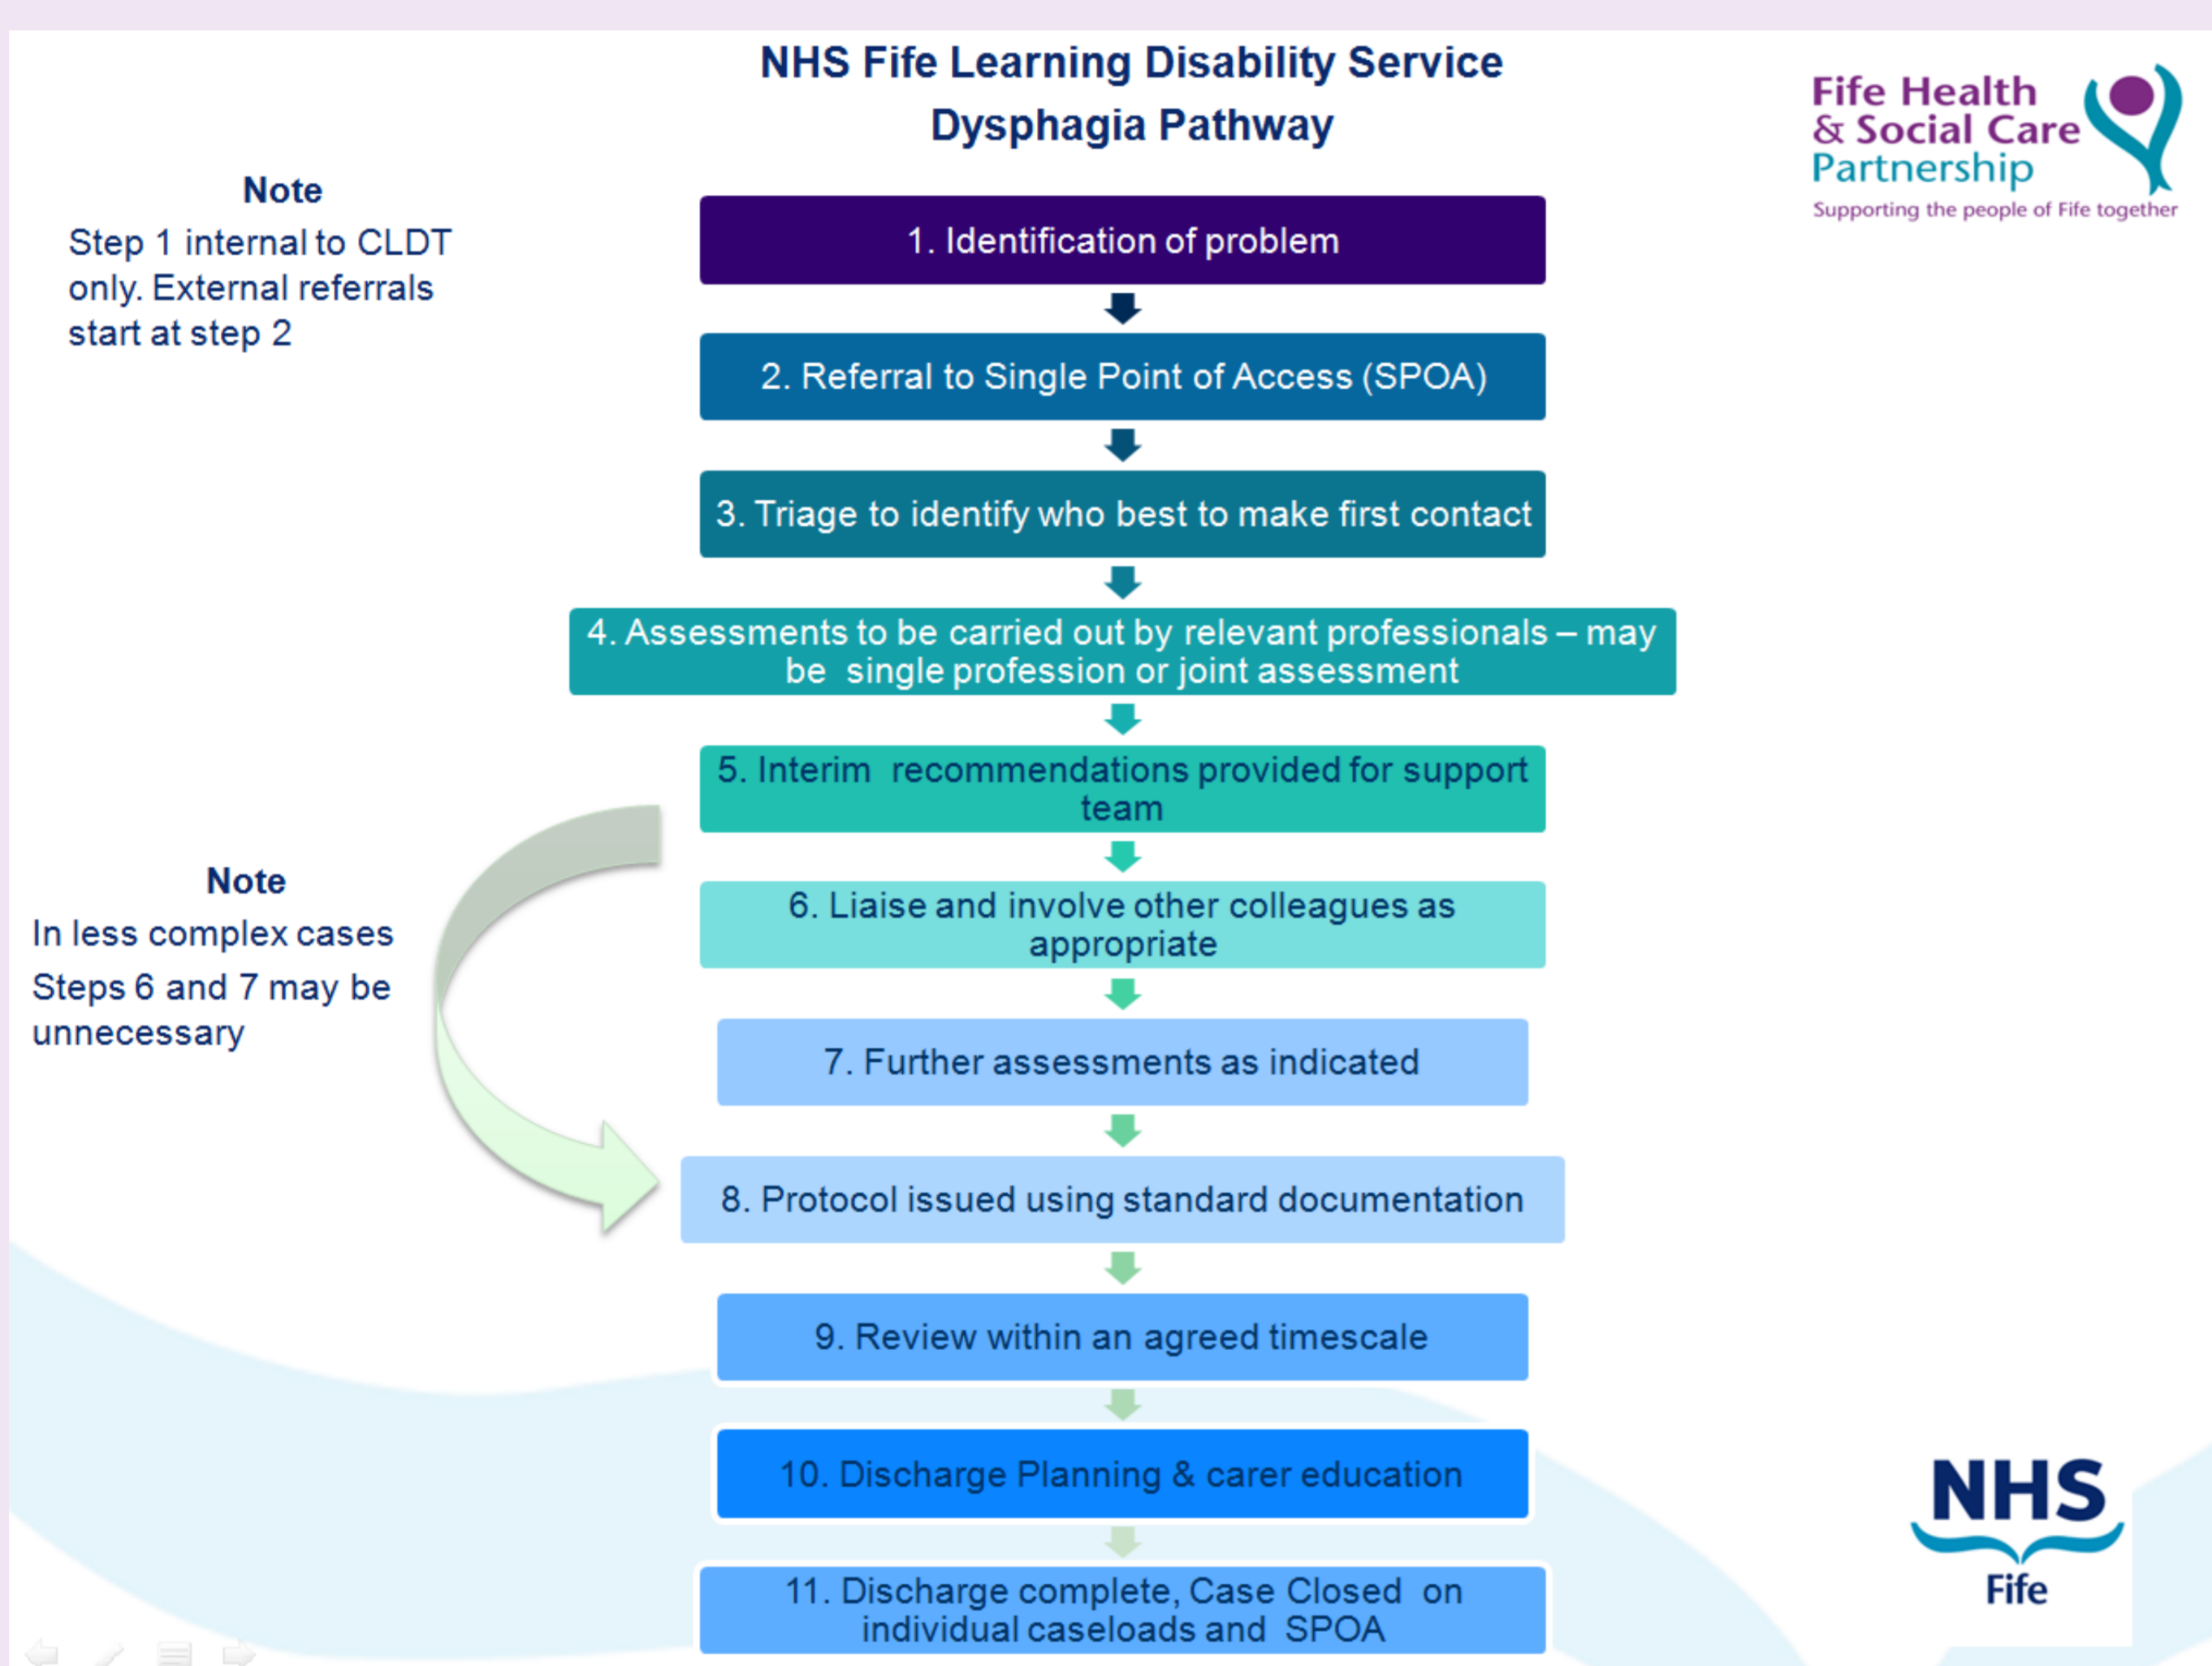 NHS Fife Learning Disability Service
Dysphagia Pathway
Fife Health
& Social Care
Partnership
Supporting the people of Fife together
Note
Step 1 internal to CLDT
only. External referrals
start at step 2
1. Identification of problem
2. Referral to Single Point of Access (SPOA)
3. Triage to identify who best to make first contact
4. Assessments to be carried out by relevant professionals – may
be single profession or joint assessment
5. Interim recommendations provided for support
team
Note
In less complex cases
Steps 6 and 7 may be
unnecessary
6. Liaise and involve other colleagues as
appropriate
7. Further assessments as indicated
8. Protocol issued using standard documentation
9. Review within an agreed timescale
10. Discharge Planning & carer education
11. Discharge complete, Case Closed on
individual caseloads and SPOA
NHS
Fife